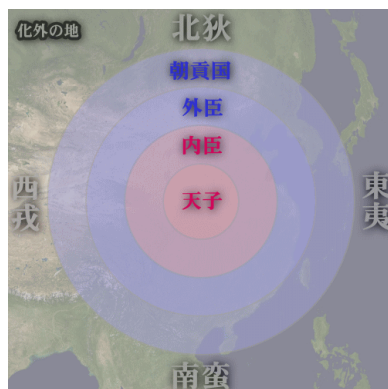 化外の地
北狄
朝貢国
外臣
内臣
天子
西戎
東夷
南蛮